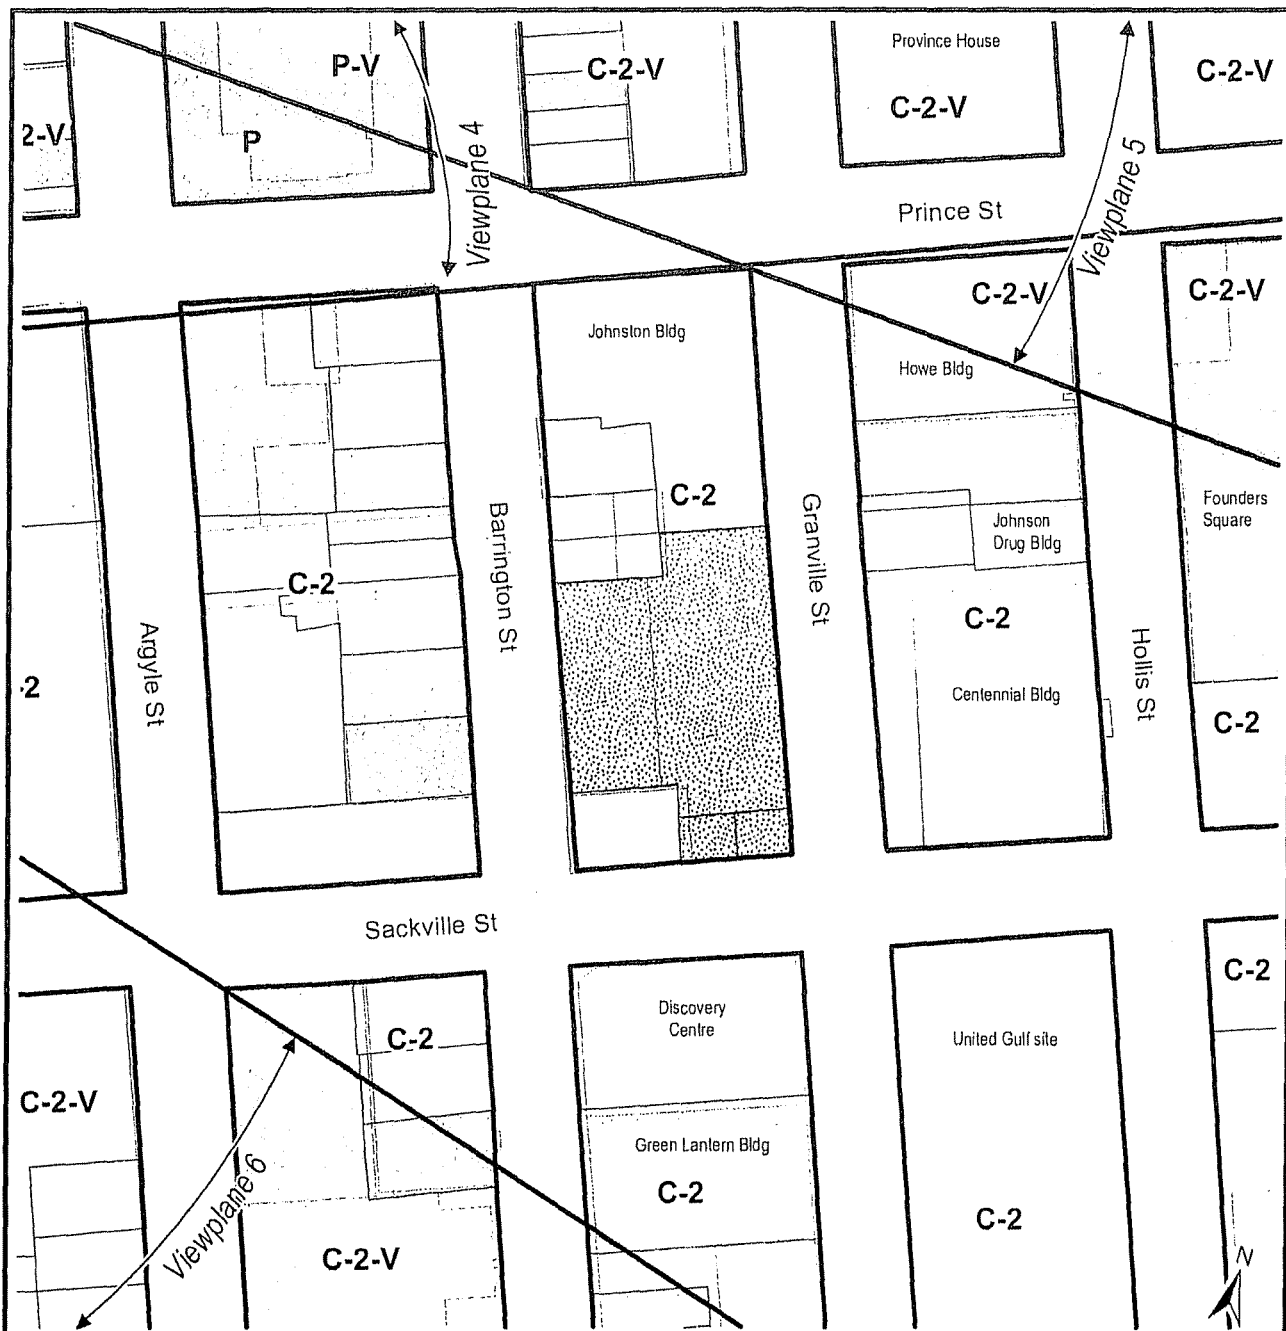 Province House
P-V
C-2-V
C-2-V
C-2-V
2-V
P
Viewplane 4
Viewplane 5
Prince St
C-2-V
C-2-V
Johnston Bldg
Howe Bldg
C-2
Founders
Square
Barrington St
Granville St
Johnson
Drug Bldg
C-2
C-2
Argyle St
Hollis St
-2
Centennial Bldg
C-2
Sackville St
C-2
Discovery
Centre
C-2
United Gulf site
C-2-V
Green Lantern Bldg
Viewplane 6
C-2
C-2
C-2-V
N